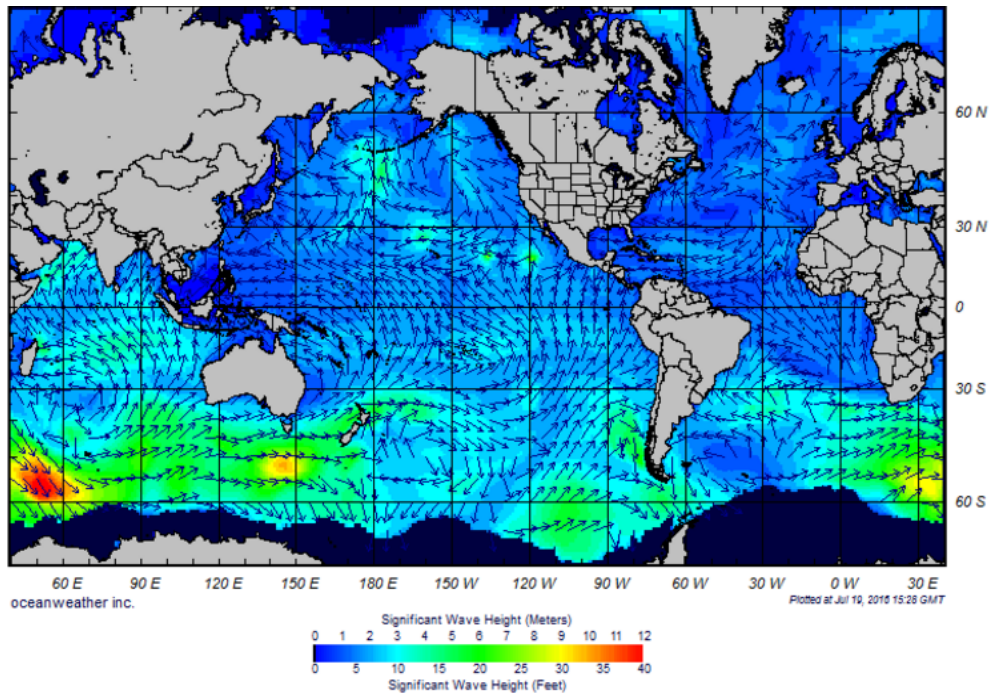 60 N
30 N
0
30 S
60 S
60 E 90 E 120 E 150 E 180 E 150 W 120 W 90 W 60 W 30 W 0 W 30 E
oceanweather inc.
Plotted at Jul 19, 2016 15:28 GMT
Significant Wave Height (Meters)
0 1 2 3 4 5 6 7 8 9 10 11 12
0 5 10 15 20 25 30 35 40
Significant Wave Height (Feet)